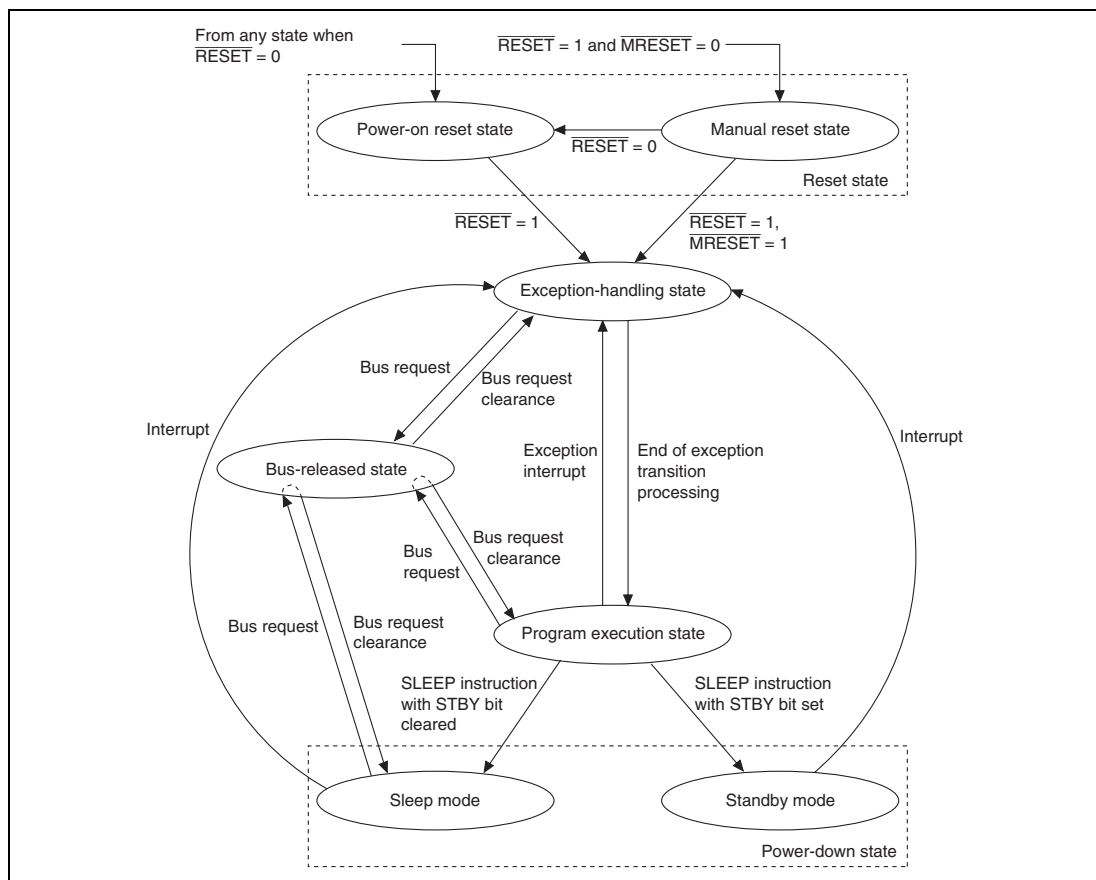 From any state when
RESET = 0
RESET = 1 and MRESET = 0
Power-on reset state
Manual reset state
RESET = 0
Reset state
RESET = 1
RESET = 1,
MRESET = 1
Exception-handling state
Bus request
Bus request
clearance
Interrupt
Interrupt
Bus-released state
Exception
interrupt
End of exception
transition
processing
Bus
request
Bus request
clearance
Bus request
Bus request
clearance
Program execution state
SLEEP instruction
with STBY bit
cleared
SLEEP instruction
with STBY bit set
Sleep mode
Standby mode
Power-down state